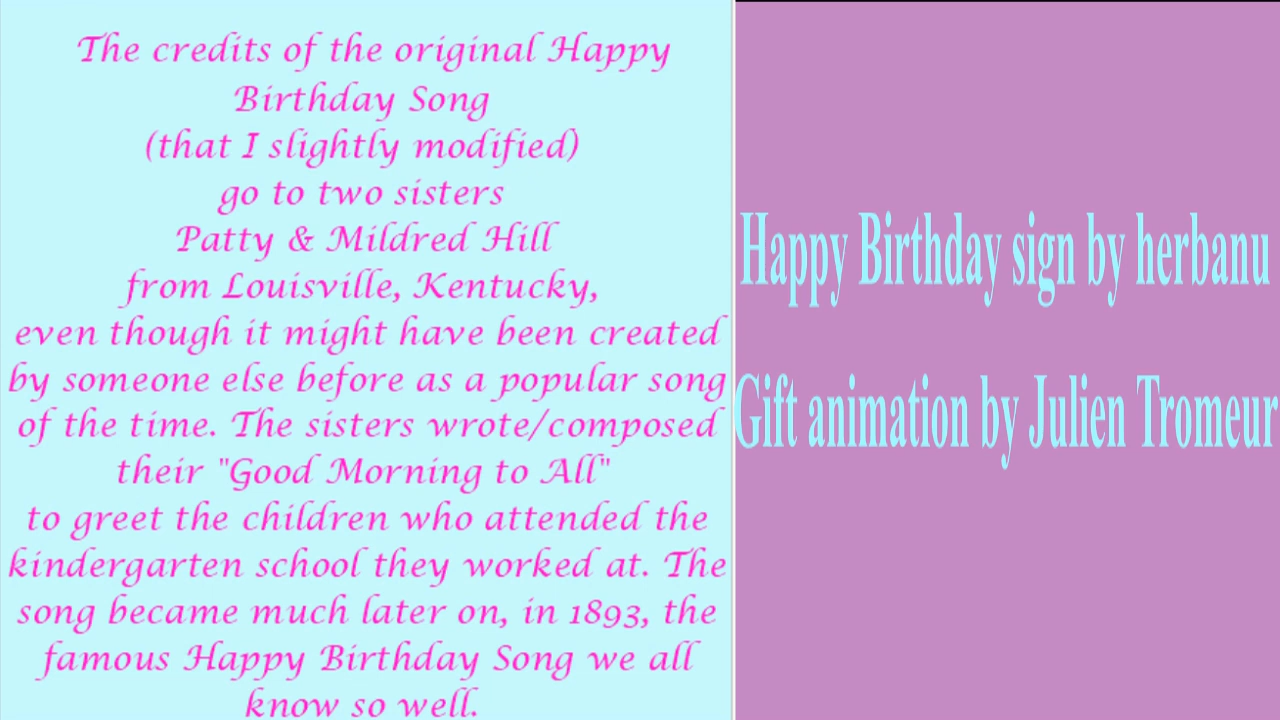 The credits of the original Happy
Birthday Song
(that I slightly modified)
go to two sisters
Patty & Mildred Hill
from Louisville, Kentucky,
even though it might have been created
by someone else before as a popular song
of the time. The sisters wrote/composed
their "Good Morning to All"
to greet the children who attended the
kindergarten school they worked at. The
song became much later on, in 1893, the
famous Happy Birthday Song we all
know so well.
Happy Birthday sign by herbanu
Gift animation by Julien Tromeur